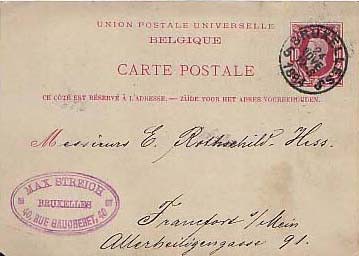 UNION POSTALE UNIVERSELLE
BELGIQUE
CARTE POSTALE
CE CÔTÉ EST RÉSERVÉ À L'ADRESSE. — ZIJDE VOOR HET ADRES VOORBEHOUDEN.
Messieurs E. Rothschild-Hess.
MAX STREICH
BRUXELLES
40, RUE GAUCHERET, 40
Francfort s/Mein
Allerheiligengasse 91.